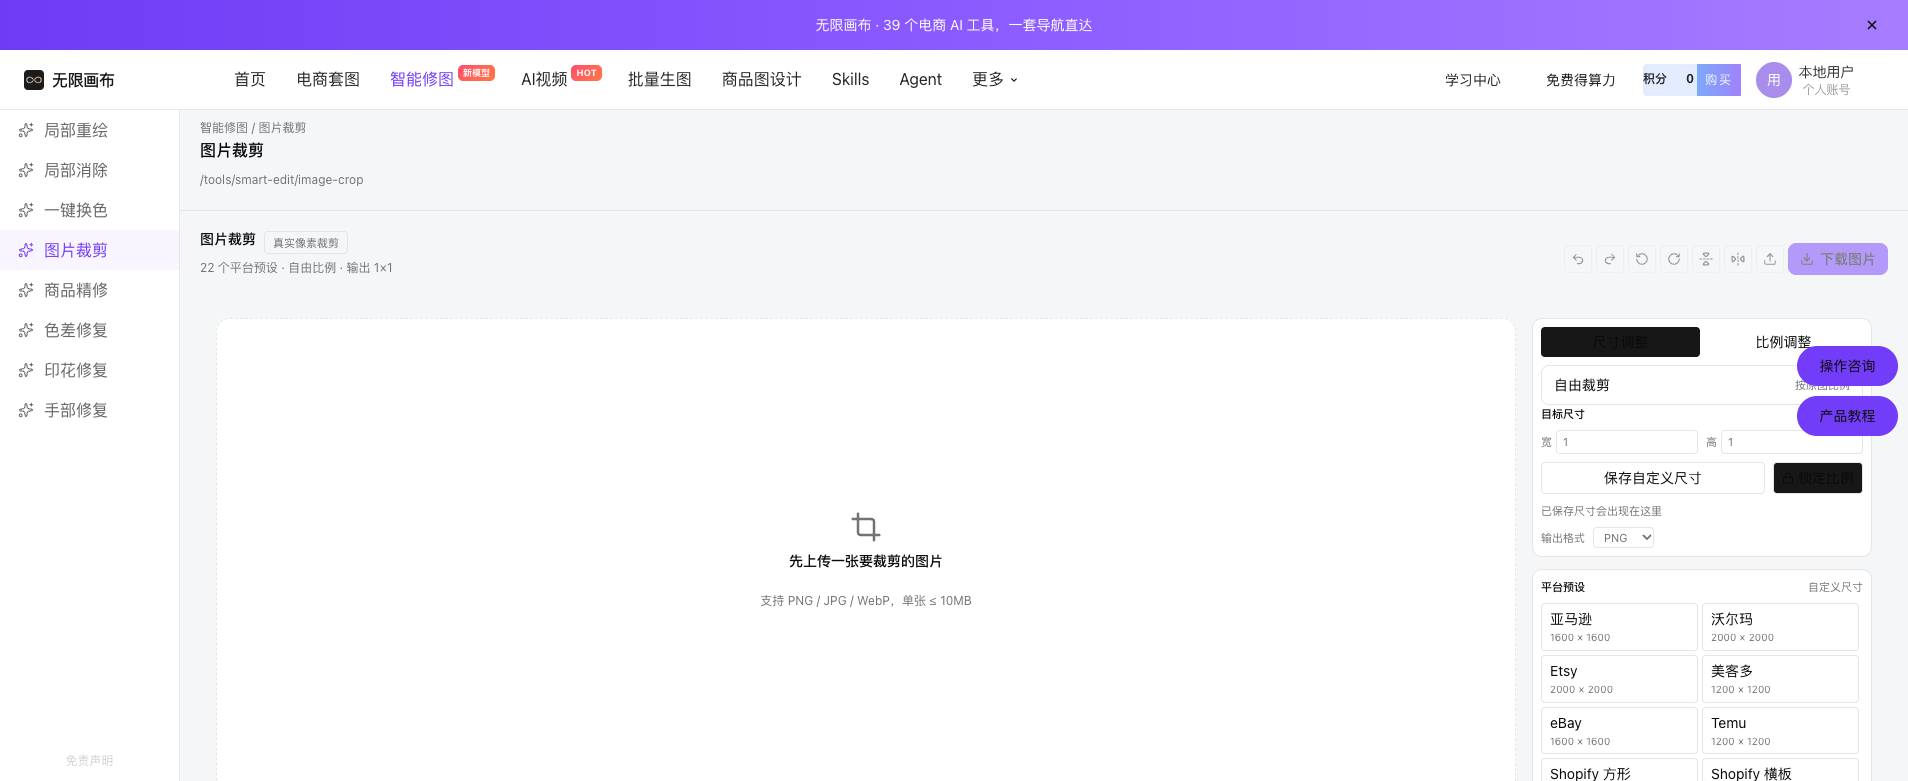 无限画布 · 39 个电商 AI 工具，一套导航直达
无限画布
首页
电商套图
智能修图
新模型
AI视频
HOT
批量生图
商品图设计
Skills
Agent
更多
学习中心
免费得算力
积分 0
购买
用
本地用户
个人账号
局部重绘
局部消除
一键换色
图片裁剪
商品精修
色差修复
印花修复
手部修复
免责声明
智能修图 / 图片裁剪
图片裁剪
/tools/smart-edit/image-crop
图片裁剪
真实像素裁剪
22 个平台预设 · 自由比例 · 输出 1×1
下载图片
先上传一张要裁剪的图片
支持 PNG / JPG / WebP，单张 ≤ 10MB
尺寸调整
比例调整
操作咨询
自由裁剪
按原图比例
产品教程
目标尺寸
宽 1
高 1
保存自定义尺寸
锁定比例
已保存尺寸会出现在这里
输出格式 PNG
平台预设
自定义尺寸
亚马逊
1600 × 1600
沃尔玛
2000 × 2000
Etsy
2000 × 2000
美客多
1200 × 1200
eBay
1600 × 1600
Temu
1200 × 1200
Shopify 方形
Shopify 横板